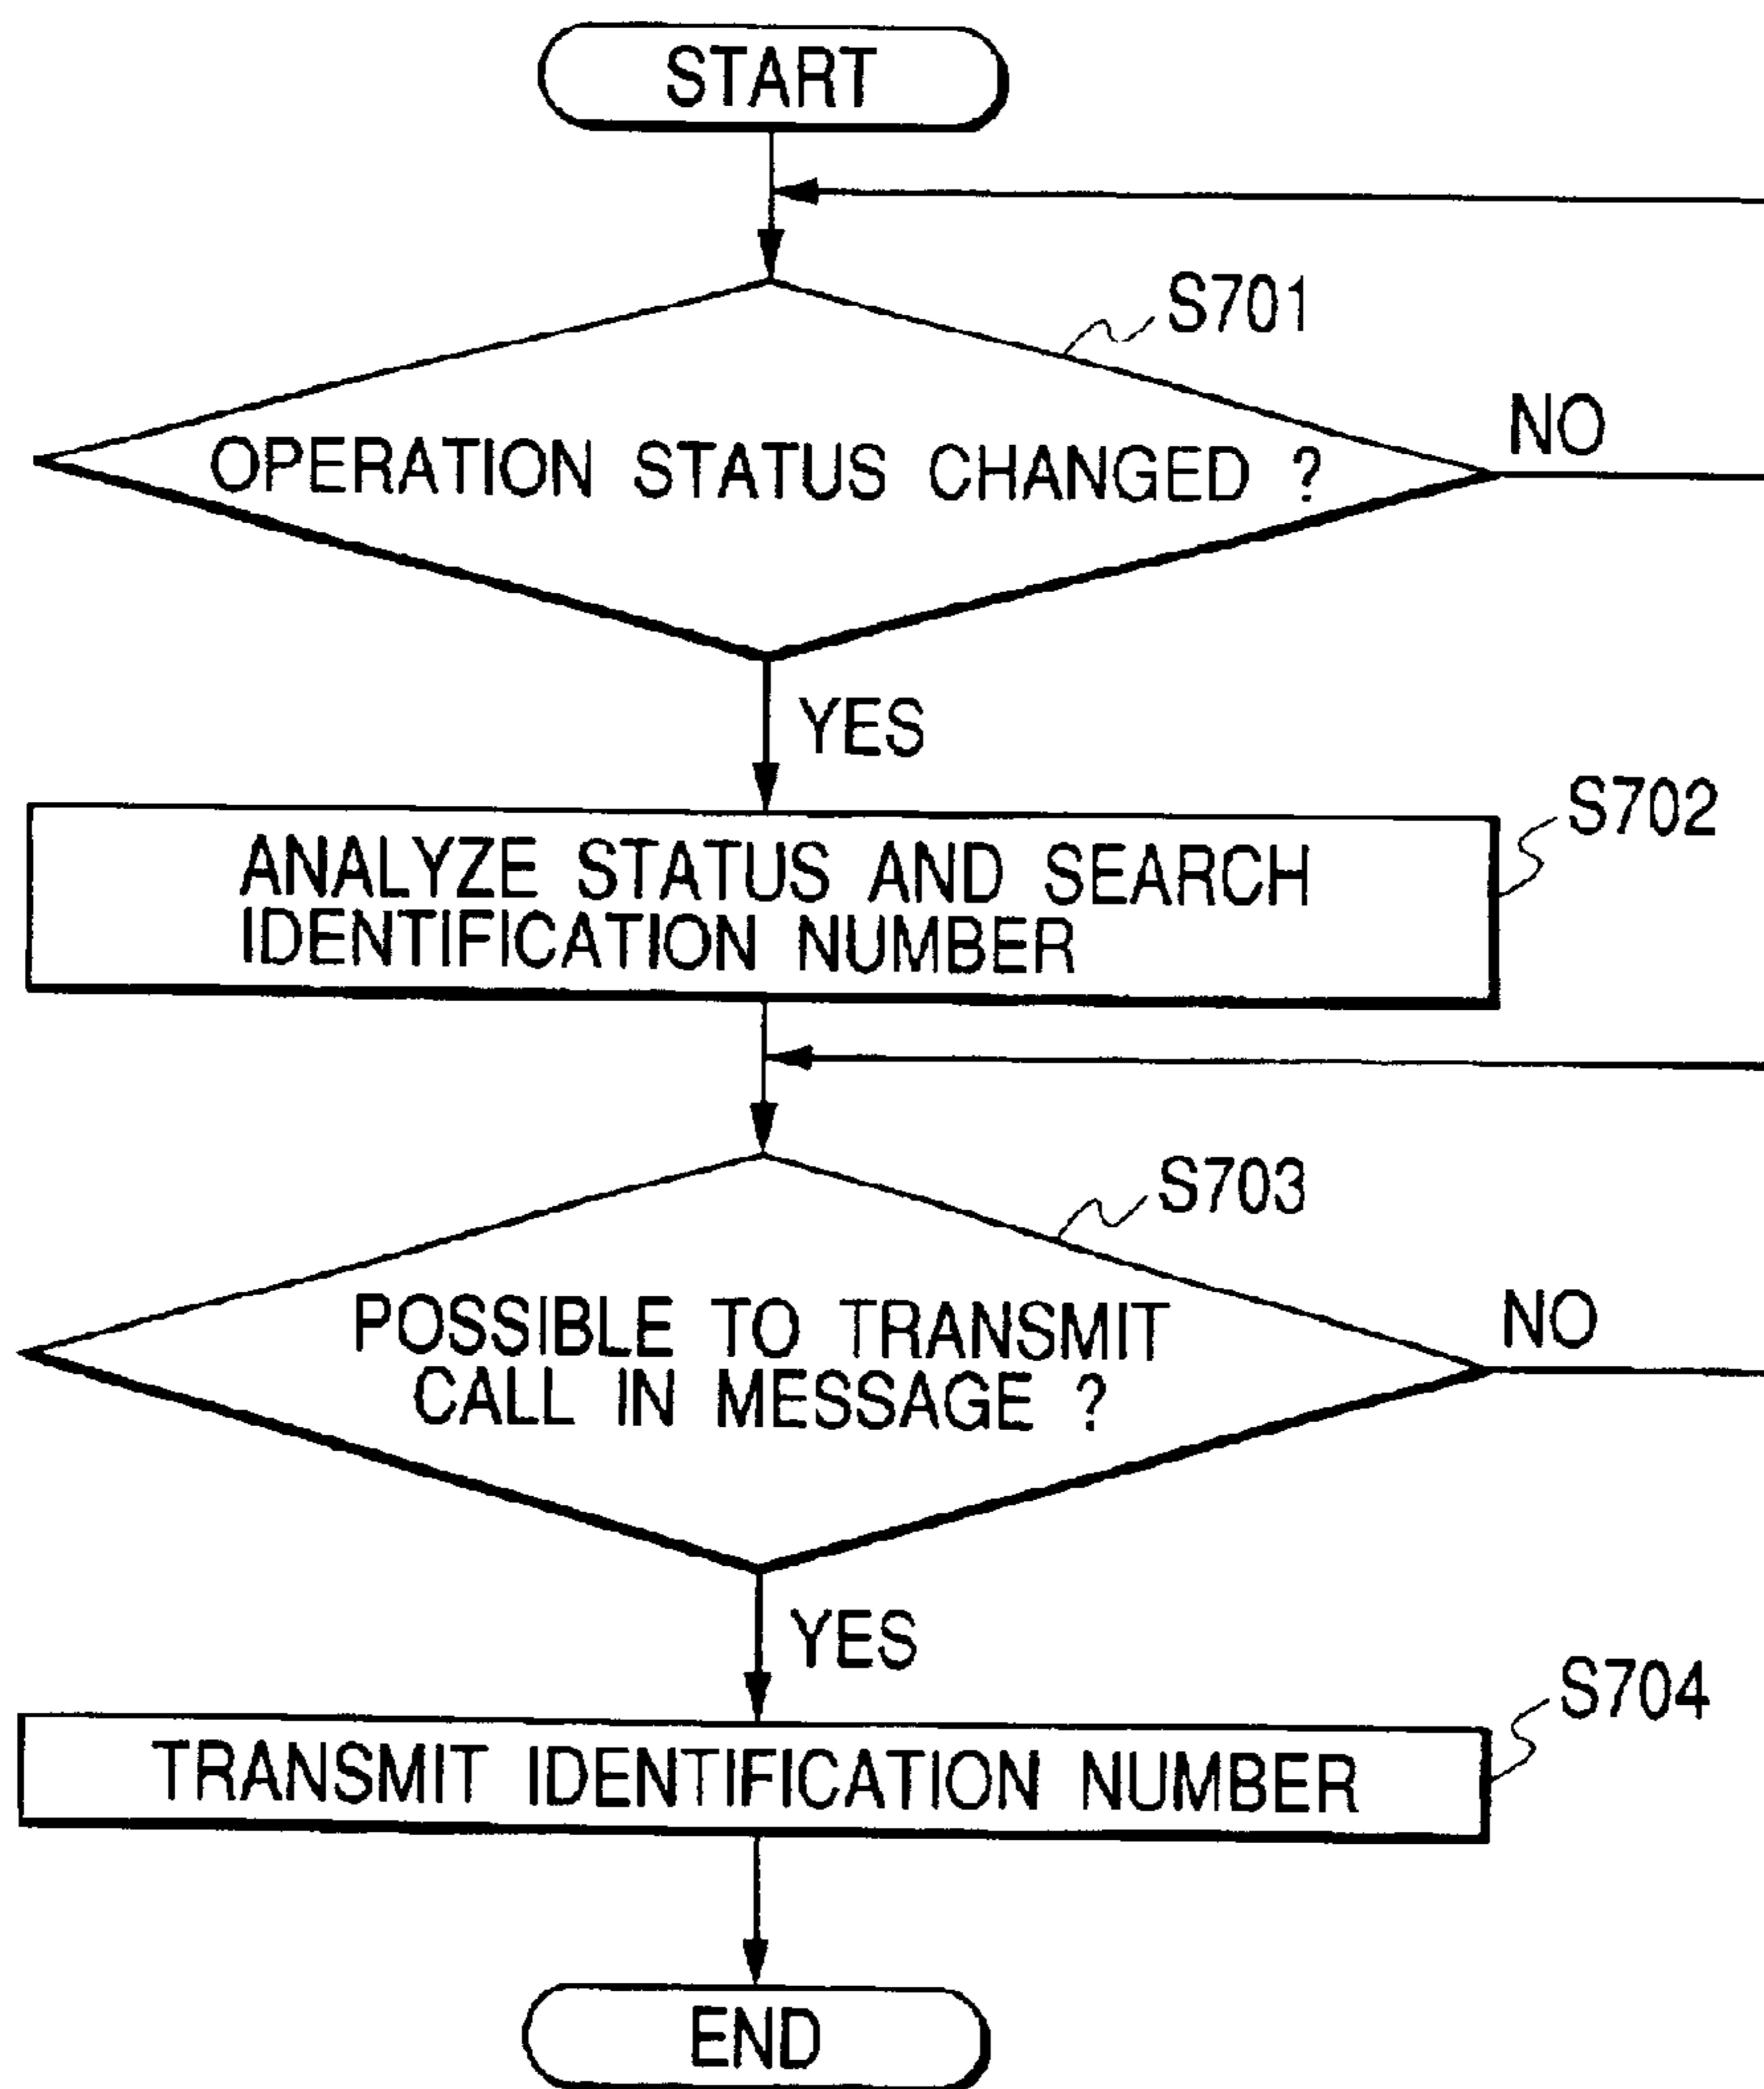 START
S701
OPERATION STATUS CHANGED ?
NO
YES
S702
ANALYZE STATUS AND SEARCH
IDENTIFICATION NUMBER
S703
POSSIBLE TO TRANSMIT
CALL IN MESSAGE ?
NO
YES
S704
TRANSMIT IDENTIFICATION NUMBER
END